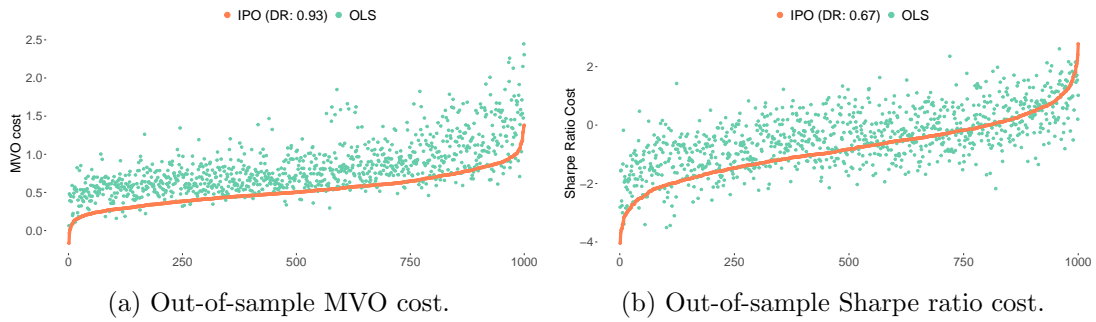 IPO (DR: 0.93) OLS
MVO cost
2.5
2.0
1.5
1.0
0.5
0.0
0 250 500 750 1000
(a) Out-of-sample MVO cost.
IPO (DR: 0.67) OLS
Sharpe Ratio Cost
2
0
−2
−4
0 250 500 750 1000
(b) Out-of-sample Sharpe ratio cost.